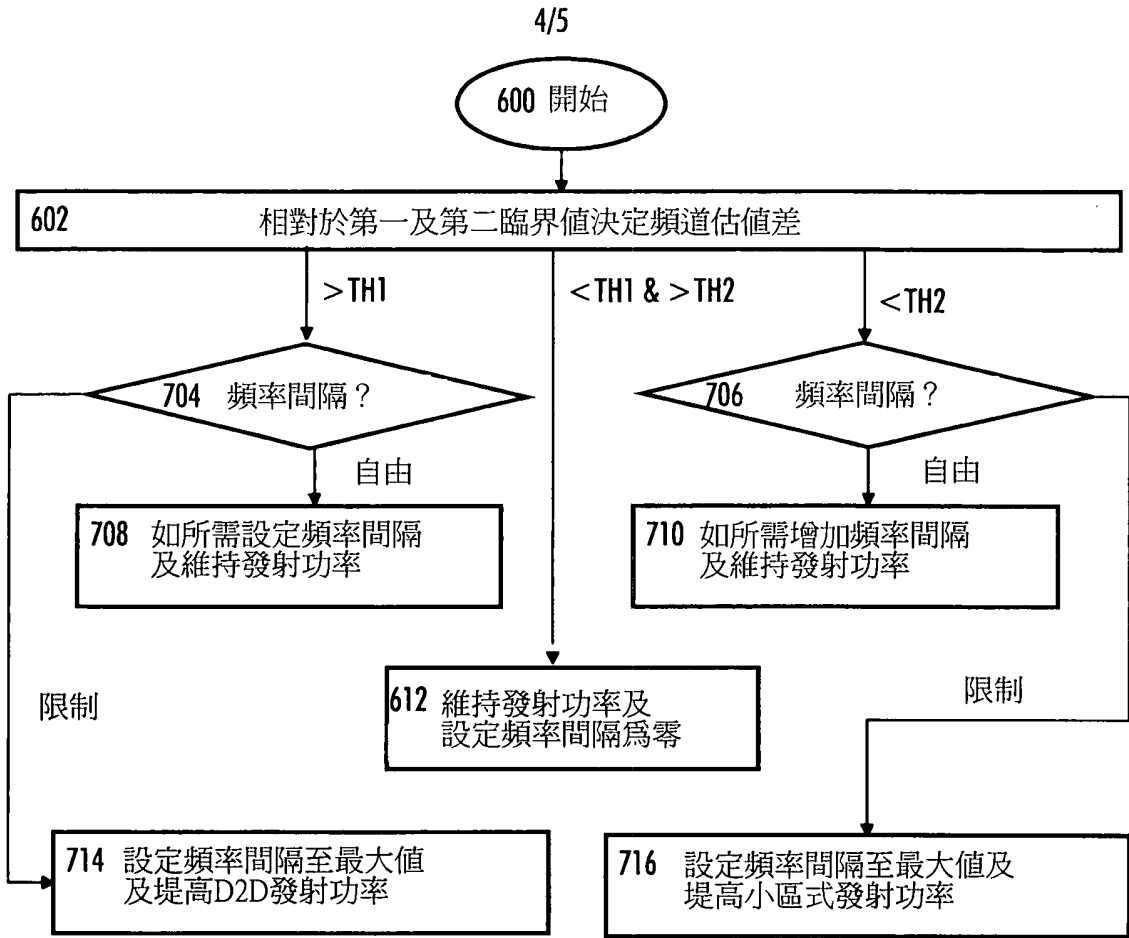 4/5
600 開始
602 相對於第一及第二臨界值決定頻道估值差
>TH1
<TH1 & >TH2
<TH2
704 頻率間隔？
706 頻率間隔？
自由
自由
708 如所需設定頻率間隔
及維持發射功率
710 如所需增加頻率間隔
及維持發射功率
限制
612 維持發射功率及
設定頻率間隔爲零
限制
714 設定頻率間隔至最大值
及堤高D2D發射功率
716 設定頻率間隔至最大值及
堤高小區式發射功率